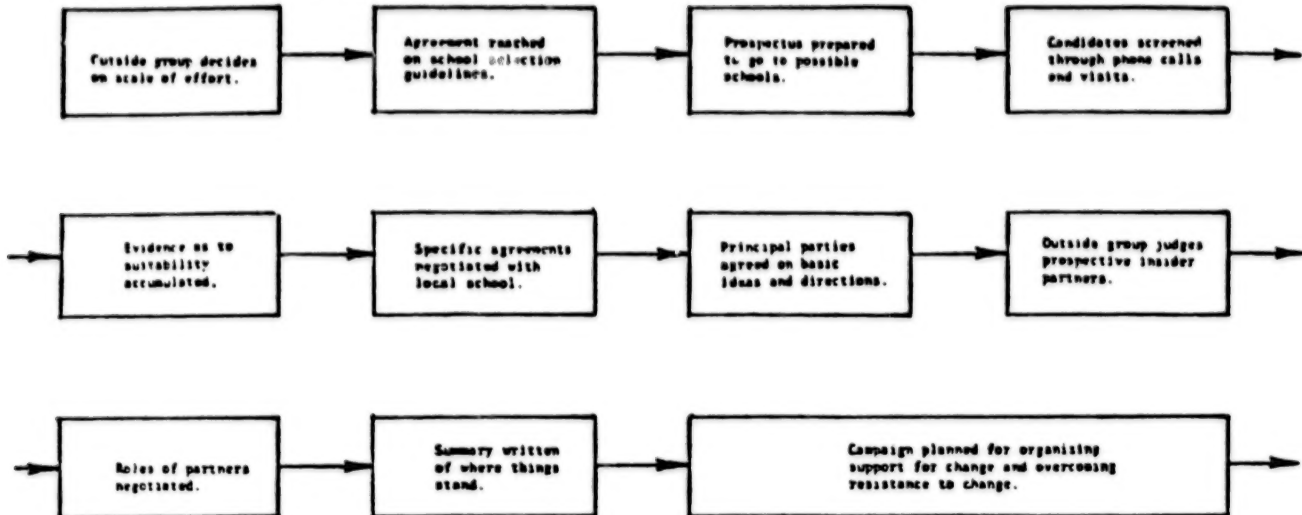 Outside group decides
on scale of effort.
Agreement reached
on school selection
guidelines.
Prospectus prepared
to go to possible
schools.
Candidates screened
through phone calls
and visits.
Evidence as to
suitability
accumulated.
Specific agreements
negotiated with
local school.
Principal parties
agreed on basic
ideas and directions.
Outside group judges
prospective insider
partners.
Roles of partners
negotiated.
Summary written
of where things
stand.
Campaign planned for organizing
support for change and overcoming
resistance to change.